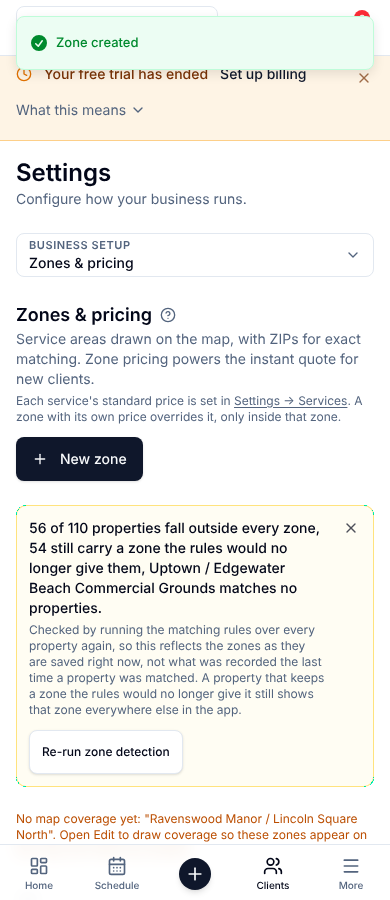 Zone created
Your free trial has ended Set up billing
What this means
Settings
Configure how your business runs.
BUSINESS SETUP
Zones & pricing
Zones & pricing
Service areas drawn on the map, with ZIPs for exact
matching. Zone pricing powers the instant quote for
new clients.
Each service's standard price is set in Settings → Services. A
zone with its own price overrides it, only inside that zone.
New zone
56 of 110 properties fall outside every zone,
54 still carry a zone the rules would no
longer give them, Uptown / Edgewater
Beach Commercial Grounds matches no
properties.
Checked by running the matching rules over every
property again, so this reflects the zones as they
are saved right now, not what was recorded the last
time a property was matched. A property that keeps
a zone the rules would no longer give it still shows
that zone everywhere else in the app.
Re-run zone detection
No map coverage yet: "Ravenswood Manor / Lincoln Square
North". Open Edit to draw coverage so these zones appear on
Home
Schedule
Clients
More